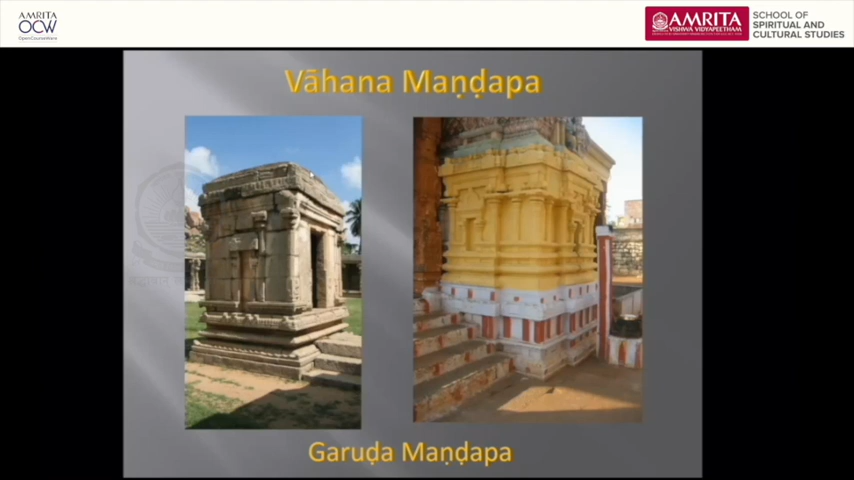 AMRITA
OCW
OpenCourseWare
AMRITA
VISHWA VIDYAPEETHAM
SCHOOL OF
SPIRITUAL AND
CULTURAL STUDIES
Vāhana Maṇḍapa
Garuḍa Maṇḍapa